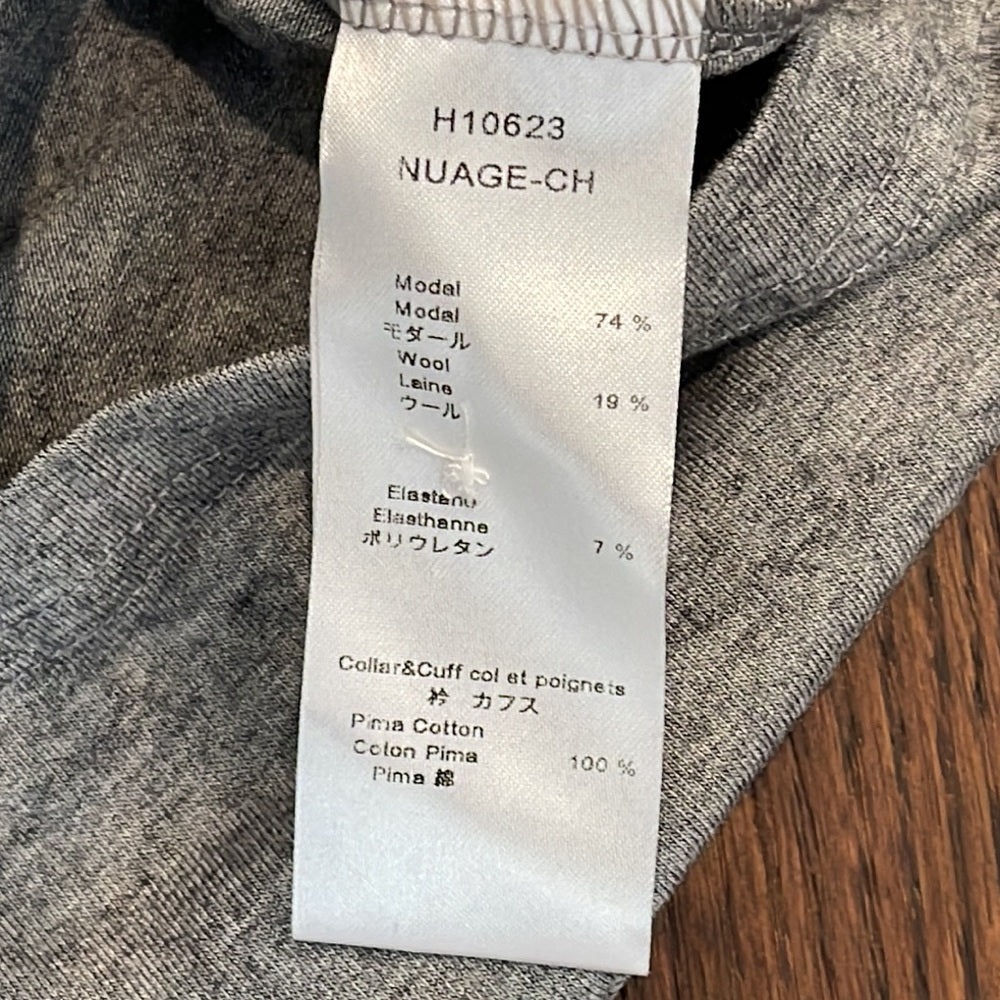 H10623
NUAGE-CH
Modal
Modal 74 %
モダール
Wool
Laine 19 %
ウール
Elastane
Elasthanne
ポリウレタン 7 %
Collar&Cuff col et poignets
衿 カフス
Pima Cotton
Coton Pima 100 %
Pima 綿